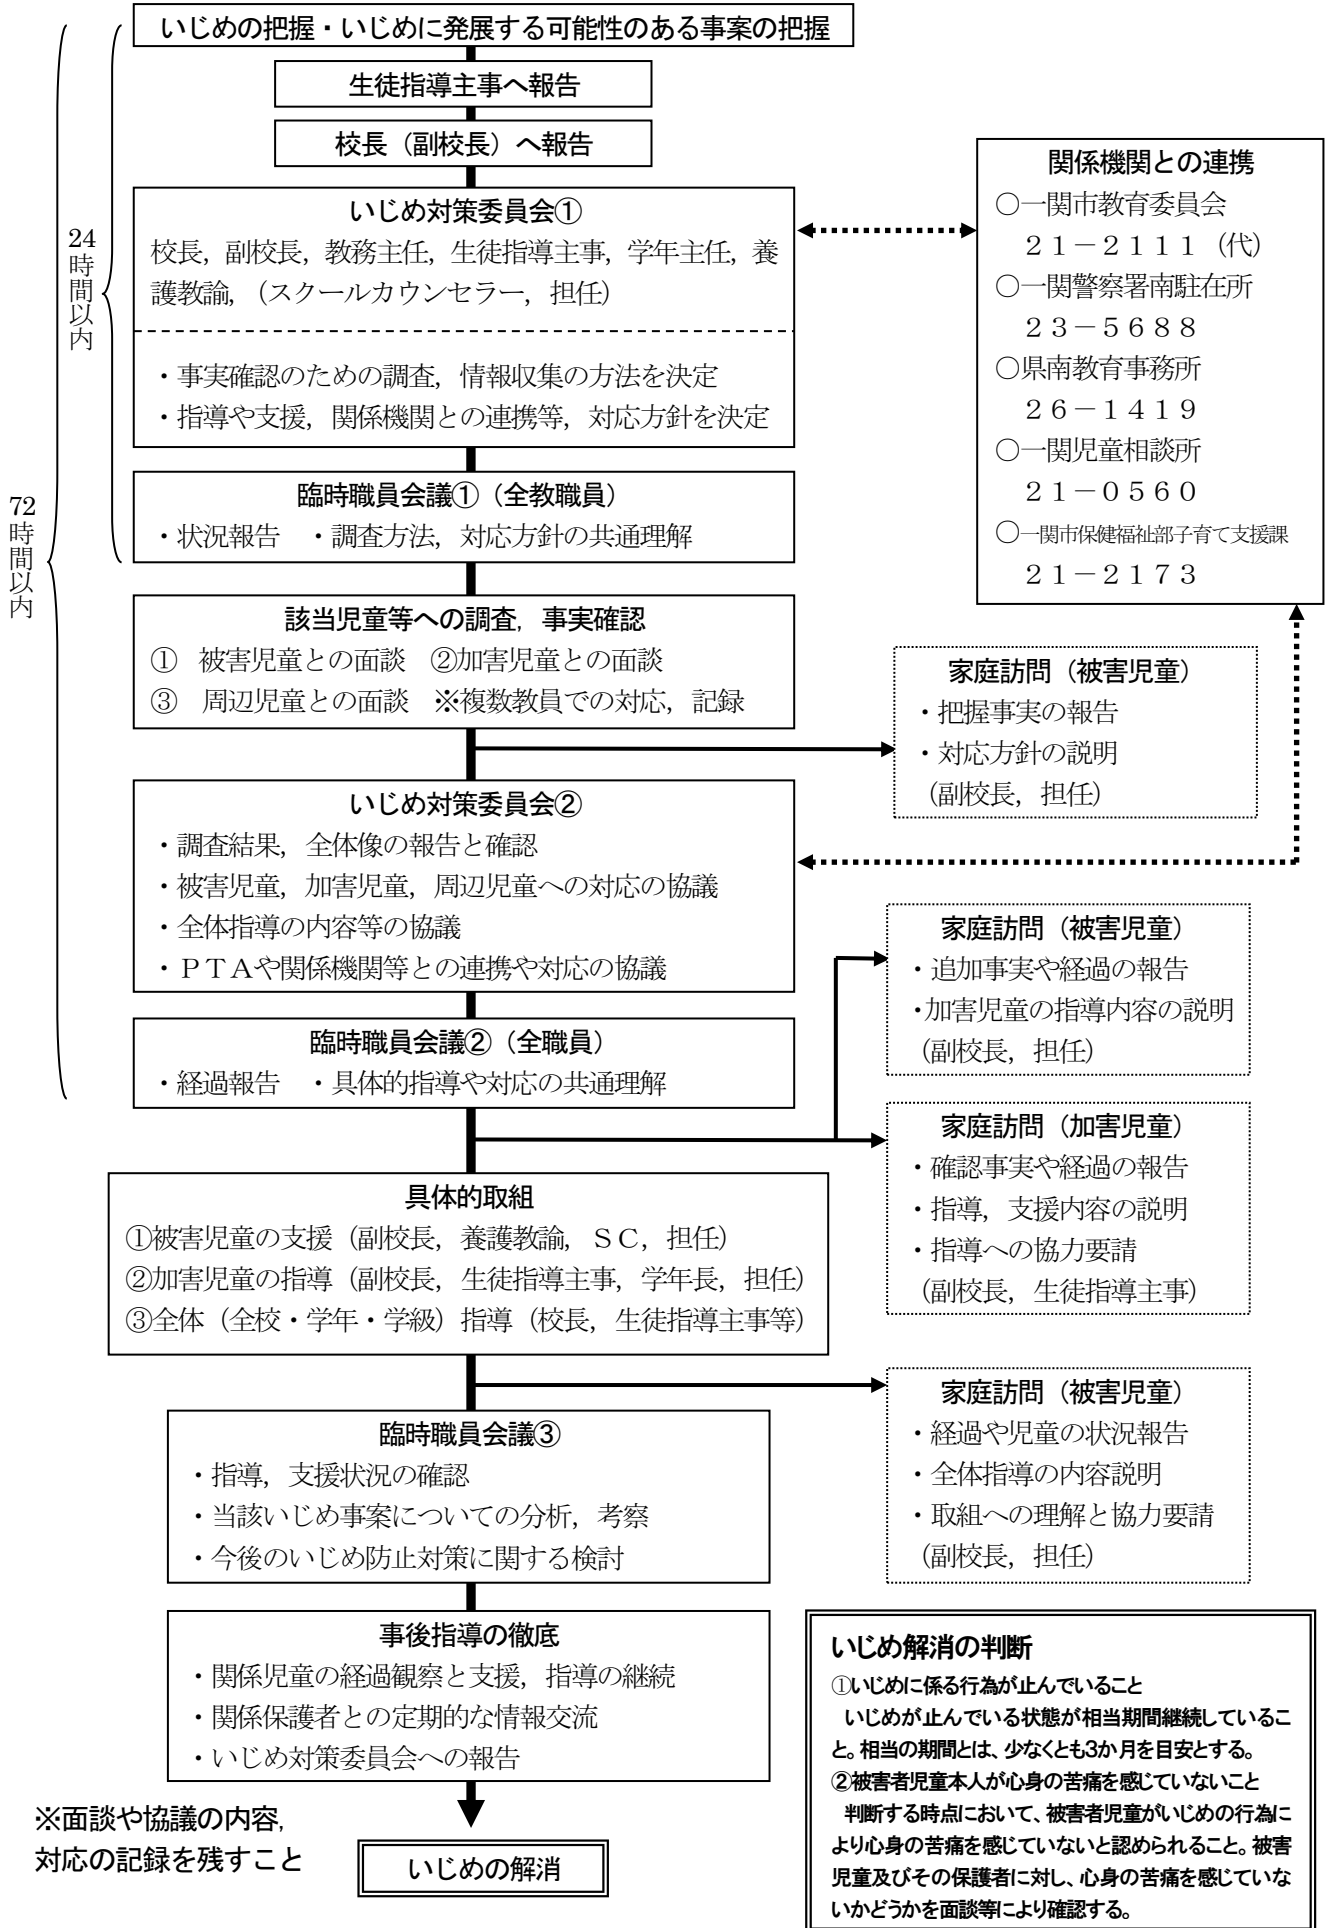 いじめの把握・いじめに発展する可能性のある事案の把握
生徒指導主事へ報告
校長（副校長）へ報告
いじめ対策委員会①
校長，副校長，教務主任，生徒指導主事，学年主任，養
護教諭，（スクールカウンセラー，担任）
・事実確認のための調査，情報収集の方法を決定
・指導や支援，関係機関との連携等，対応方針を決定
臨時職員会議①（全教職員）
・状況報告　・調査方法，対応方針の共通理解
24
時間以内
72
時間以内
関係機関との連携
○一関市教育委員会
２１－２１１１（代）
○一関警察署南駐在所
２３－５６８８
○県南教育事務所
２６－１４１９
○一関児童相談所
２１－０５６０
○一関市保健福祉部子育て支援課
２１－２１７３
該当児童等への調査，事実確認
①　被害児童との面談　②加害児童との面談
③　周辺児童との面談　※複数教員での対応，記録
家庭訪問（被害児童）
・把握事実の報告
・対応方針の説明
（副校長，担任）
いじめ対策委員会②
・調査結果，全体像の報告と確認
・被害児童，加害児童，周辺児童への対応の協議
・全体指導の内容等の協議
・ＰＴＡや関係機関等との連携や対応の協議
臨時職員会議②（全職員）
・経過報告　・具体的指導や対応の共通理解
家庭訪問（被害児童）
・追加事実や経過の報告
・加害児童の指導内容の説明
（副校長，担任）
家庭訪問（加害児童）
・確認事実や経過の報告
・指導，支援内容の説明
・指導への協力要請
（副校長，生徒指導主事）
具体的取組
①被害児童の支援（副校長，養護教諭，ＳＣ，担任）
②加害児童の指導（副校長，生徒指導主事，学年長，担任）
③全体（全校・学年・学級）指導（校長，生徒指導主事等）
家庭訪問（被害児童）
・経過や児童の状況報告
・全体指導の内容説明
・取組への理解と協力要請
（副校長，担任）
臨時職員会議③
・指導，支援状況の確認
・当該いじめ事案についての分析，考察
・今後のいじめ防止対策に関する検討
事後指導の徹底
・関係児童の経過観察と支援，指導の継続
・関係保護者との定期的な情報交流
・いじめ対策委員会への報告
※面談や協議の内容，
対応の記録を残すこと
いじめの解消
いじめ解消の判断
①いじめに係る行為が止んでいること
いじめが止んでいる状態が相当期間継続しているこ
と。相当の期間とは、少なくとも3か月を目安とする。
②被害者児童本人が心身の苦痛を感じていないこと
判断する時点において、被害者児童がいじめの行為に
より心身の苦痛を感じていないと認められること。被害
児童及びその保護者に対し、心身の苦痛を感じていな
いかどうかを面談等により確認する。